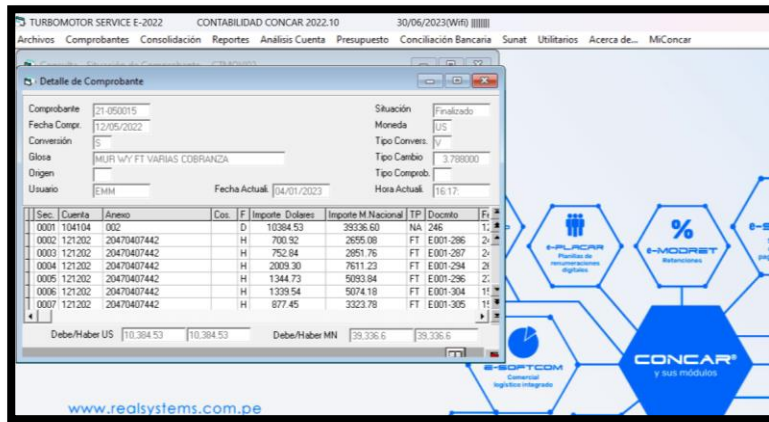 TURBOMOTOR SERVICE E-2022 CONTABILIDAD CONCAR 2022.10 30/06/2023(Wifi) ||||||||
Archivos Comprobantes Consolidación Reportes Análisis Cuenta Presupuesto Conciliación Bancaria Sunat Utilitarios Acerca de... MiConcar
Detalle de Comprobante
Comprobante 21-050015 Situación Finalizado
Fecha Compr. 12/05/2022 Moneda US
Conversión S Tipo Convers. V
Glosa MUR WY FT VARIAS COBRANZA Tipo Cambio 3.788000
Origen Tipo Comprob.
Usuario EMM Fecha Actuali. 04/01/2023 Hora Actuali. 16:17:
Sec. Cuenta Anexo Cos. F Importe Dolares Importe M.Nacional TP Docmto
0001 104104 002 D 10384.53 39336.60 NA 246
0002 121202 20470407442 H 700.92 2655.08 FT E001-286
0003 121202 20470407442 H 752.84 2851.76 FT E001-287
0004 121202 20470407442 H 2009.30 7611.23 FT E001-294
0005 121202 20470407442 H 1344.73 5093.84 FT E001-296
0006 121202 20470407442 H 1339.54 5074.18 FT E001-304
0007 121202 20470407442 H 877.45 3323.78 FT E001-305
Debe/Haber US 10,384.53 10,384.53 Debe/Haber MN 39,336.6 39,336.6
e-PLACAR
Planillas de
remuneraciones
digitales
%
e-MODRET
Retenciones
e-SOFTCOM
Comercial
logístico integrado
CONCAR®
y sus módulos
www.realsystems.com.pe